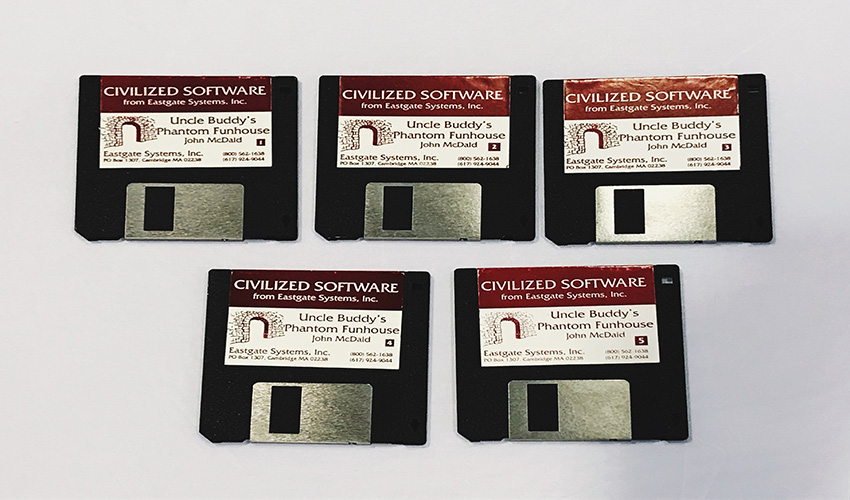 CIVILIZED SOFTWARE
from Eastgate Systems, Inc.
Uncle Buddy's
Phantom Funhouse
John McDaid 1
Eastgate Systems, Inc. (800) 562-1638
PO Box 1307, Cambridge MA 02238 (617) 924-9044
CIVILIZED SOFTWARE
from Eastgate Systems, Inc.
Uncle Buddy's
Phantom Funhouse
John McDaid 2
Eastgate Systems, Inc. (800) 562-1638
PO Box 1307, Cambridge MA 02238 (617) 924-9044
CIVILIZED SOFTWARE
from Eastgate Systems, Inc.
Uncle Buddy's
Phantom Funhouse
John McDaid 3
Eastgate Systems, Inc. (800) 562-1638
PO Box 1307, Cambridge MA 02238 (617) 924-9044
CIVILIZED SOFTWARE
from Eastgate Systems, Inc.
Uncle Buddy's
Phantom Funhouse
John McDaid 4
Eastgate Systems, Inc. (800) 562-1638
PO Box 1307, Cambridge MA 02238 (617) 924-9044
CIVILIZED SOFTWARE
from Eastgate Systems, Inc.
Uncle Buddy's
Phantom Funhouse
John McDaid 5
Eastgate Systems, Inc. (800) 562-1638
PO Box 1307, Cambridge MA 02238 (617) 924-9044